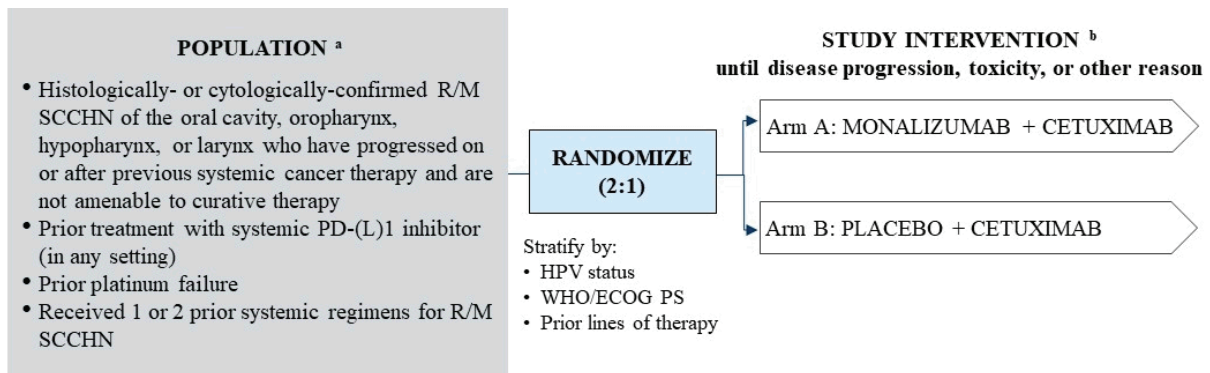 POPULATION a
• Histologically- or cytologically-confirmed R/M
SCCHN of the oral cavity, oropharynx,
hypopharynx, or larynx who have progressed on
or after previous systemic cancer therapy and are
not amenable to curative therapy
• Prior treatment with systemic PD-(L)1 inhibitor
(in any setting)
• Prior platinum failure
• Received 1 or 2 prior systemic regimens for R/M
SCCHN
RANDOMIZE
(2:1)
Stratify by:
• HPV status
• WHO/ECOG PS
• Prior lines of therapy
STUDY INTERVENTION b
until disease progression, toxicity, or other reason
Arm A: MONALIZUMAB + CETUXIMAB
Arm B: PLACEBO + CETUXIMAB